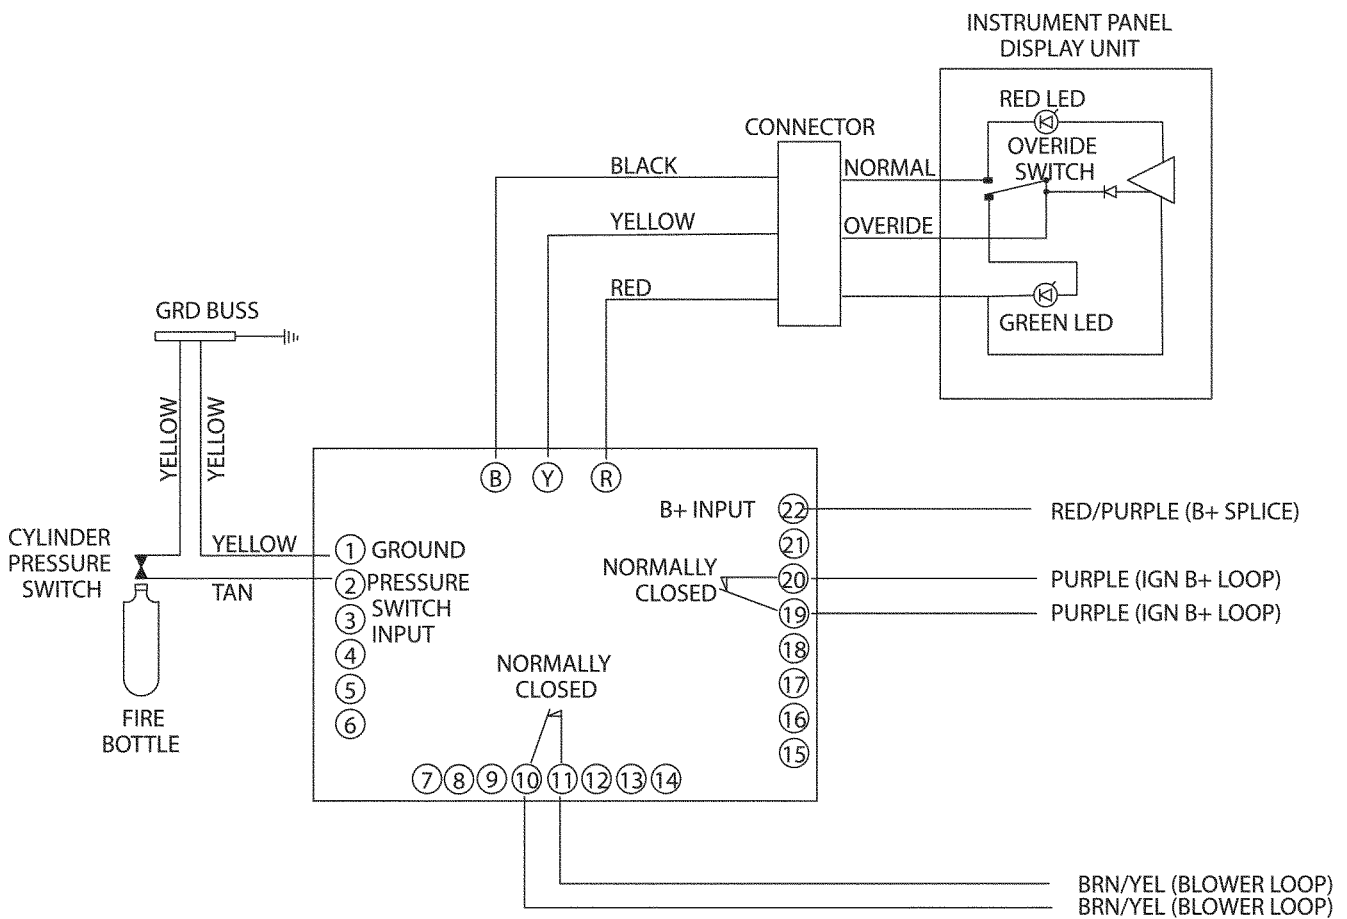 INSTRUMENT PANEL
DISPLAY UNIT
RED LED
OVERIDE
SWITCH
GREEN LED
CONNECTOR
NORMAL
OVERIDE
BLACK
YELLOW
RED
GRD BUSS
YELLOW
YELLOW
CYLINDER
PRESSURE
SWITCH
YELLOW
TAN
FIRE
BOTTLE
B
Y
R
1 GROUND
2 PRESSURE
SWITCH
INPUT
3
4
5
6
NORMALLY
CLOSED
7 8 9 10 11 12 13 14
B+ INPUT 22 RED/PURPLE (B+ SPLICE)
21
NORMALLY
CLOSED
20 PURPLE (IGN B+ LOOP)
19 PURPLE (IGN B+ LOOP)
18
17
16
15
BRN/YEL (BLOWER LOOP)
BRN/YEL (BLOWER LOOP)